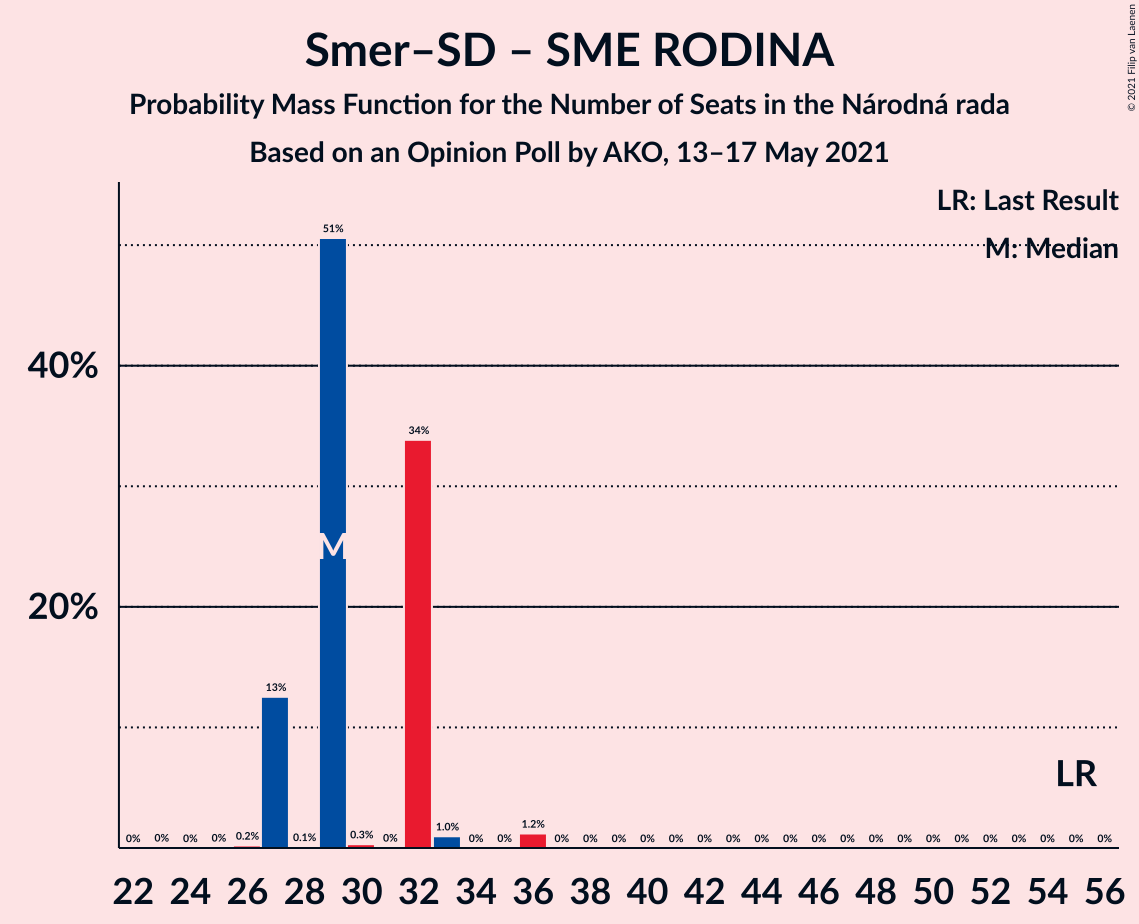 Smer–SD – SME RODINA
Probability Mass Function for the Number of Seats in the Národná rada
Based on an Opinion Poll by AKO, 13–17 May 2021
© 2021 Filip van Laenen
LR: Last Result
M: Median
51%
40%
34%
M
20%
13%
LR
0% 0% 0% 0% 0.2% 0.1% 0.3% 0% 1.0% 0% 0% 1.2% 0% 0% 0% 0% 0% 0% 0% 0% 0% 0% 0% 0% 0% 0% 0% 0% 0% 0% 0% 0%
22 24 26 28 30 32 34 36 38 40 42 44 46 48 50 52 54 56